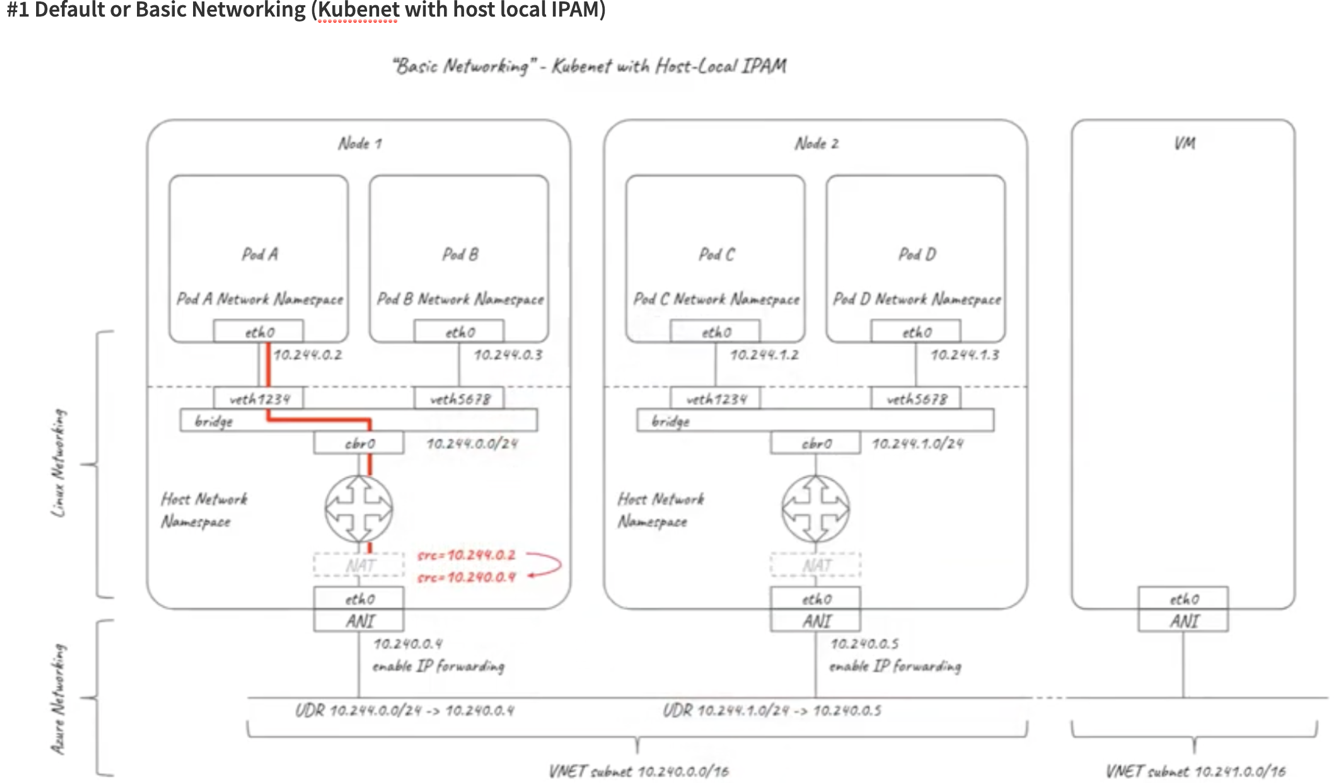 #1 Default or Basic Networking (Kubenet with host local IPAM)
"Basic Networking" - Kubenet with Host-Local IPAM
Node 1
Node 2
VM
Pod A
Pod B
Pod C
Pod D
Pod A Network Namespace
Pod B Network Namespace
Pod C Network Namespace
Pod D Network Namespace
eth0
eth0
eth0
eth0
10.244.0.2
10.244.0.3
10.244.1.2
10.244.1.3
veth1234
veth5678
veth1234
veth5678
bridge
bridge
cbr0
10.244.0.0/24
cbr0
10.244.1.0/24
Linux Networking
Host Network
Namespace
Host Network
Namespace
NAT
src=10.244.0.2
src=10.240.0.4
NAT
eth0
eth0
eth0
ANI
ANI
ANI
10.240.0.4
enable IP forwarding
10.240.0.5
enable IP forwarding
Azure Networking
UDR 10.244.0.0/24 -> 10.240.0.4
UDR 10.244.1.0/24 -> 10.240.0.5
VNET subnet 10.240.0.0/16
VNET subnet 10.241.0.0/16